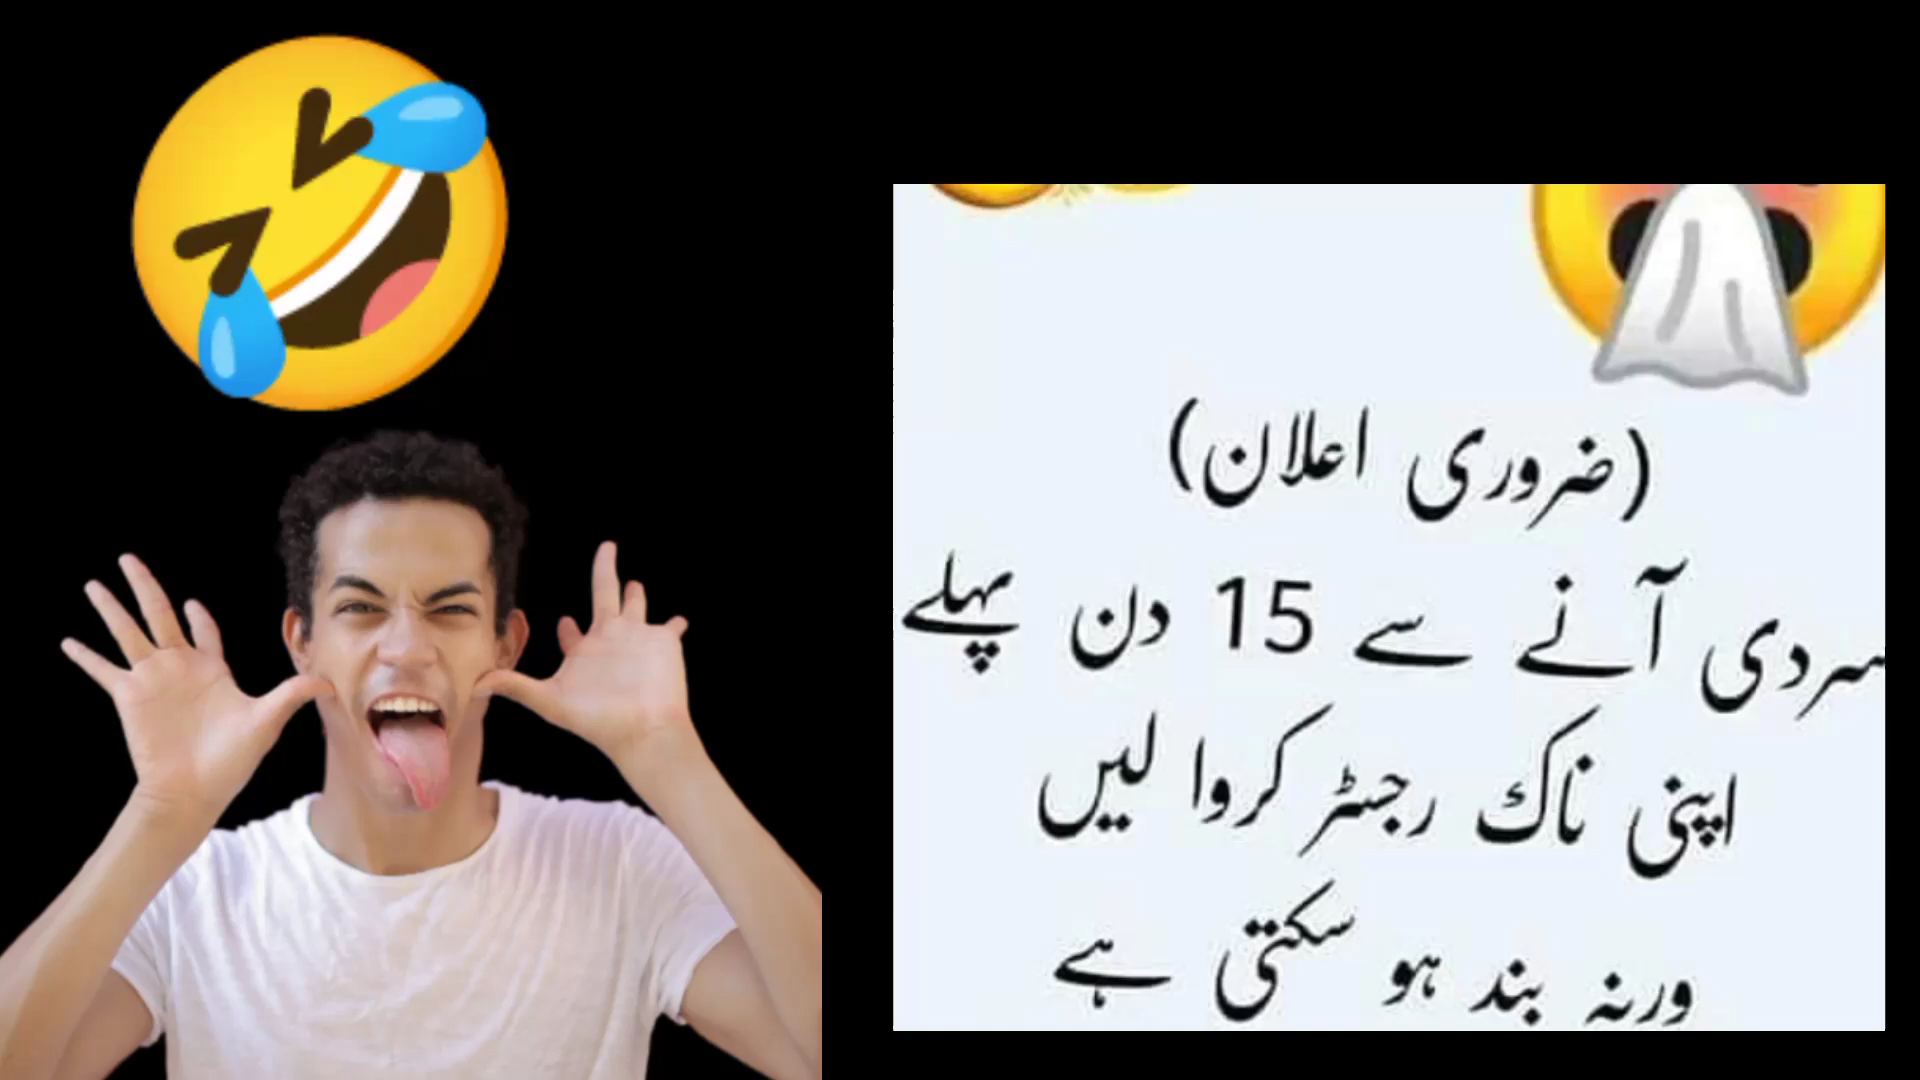 (ضروری اعلان)
سردی آنے سے 15 دن پہلے
اپنی ناک رجسٹر کروا لیں
ورنہ بند ہو سکتی ہے